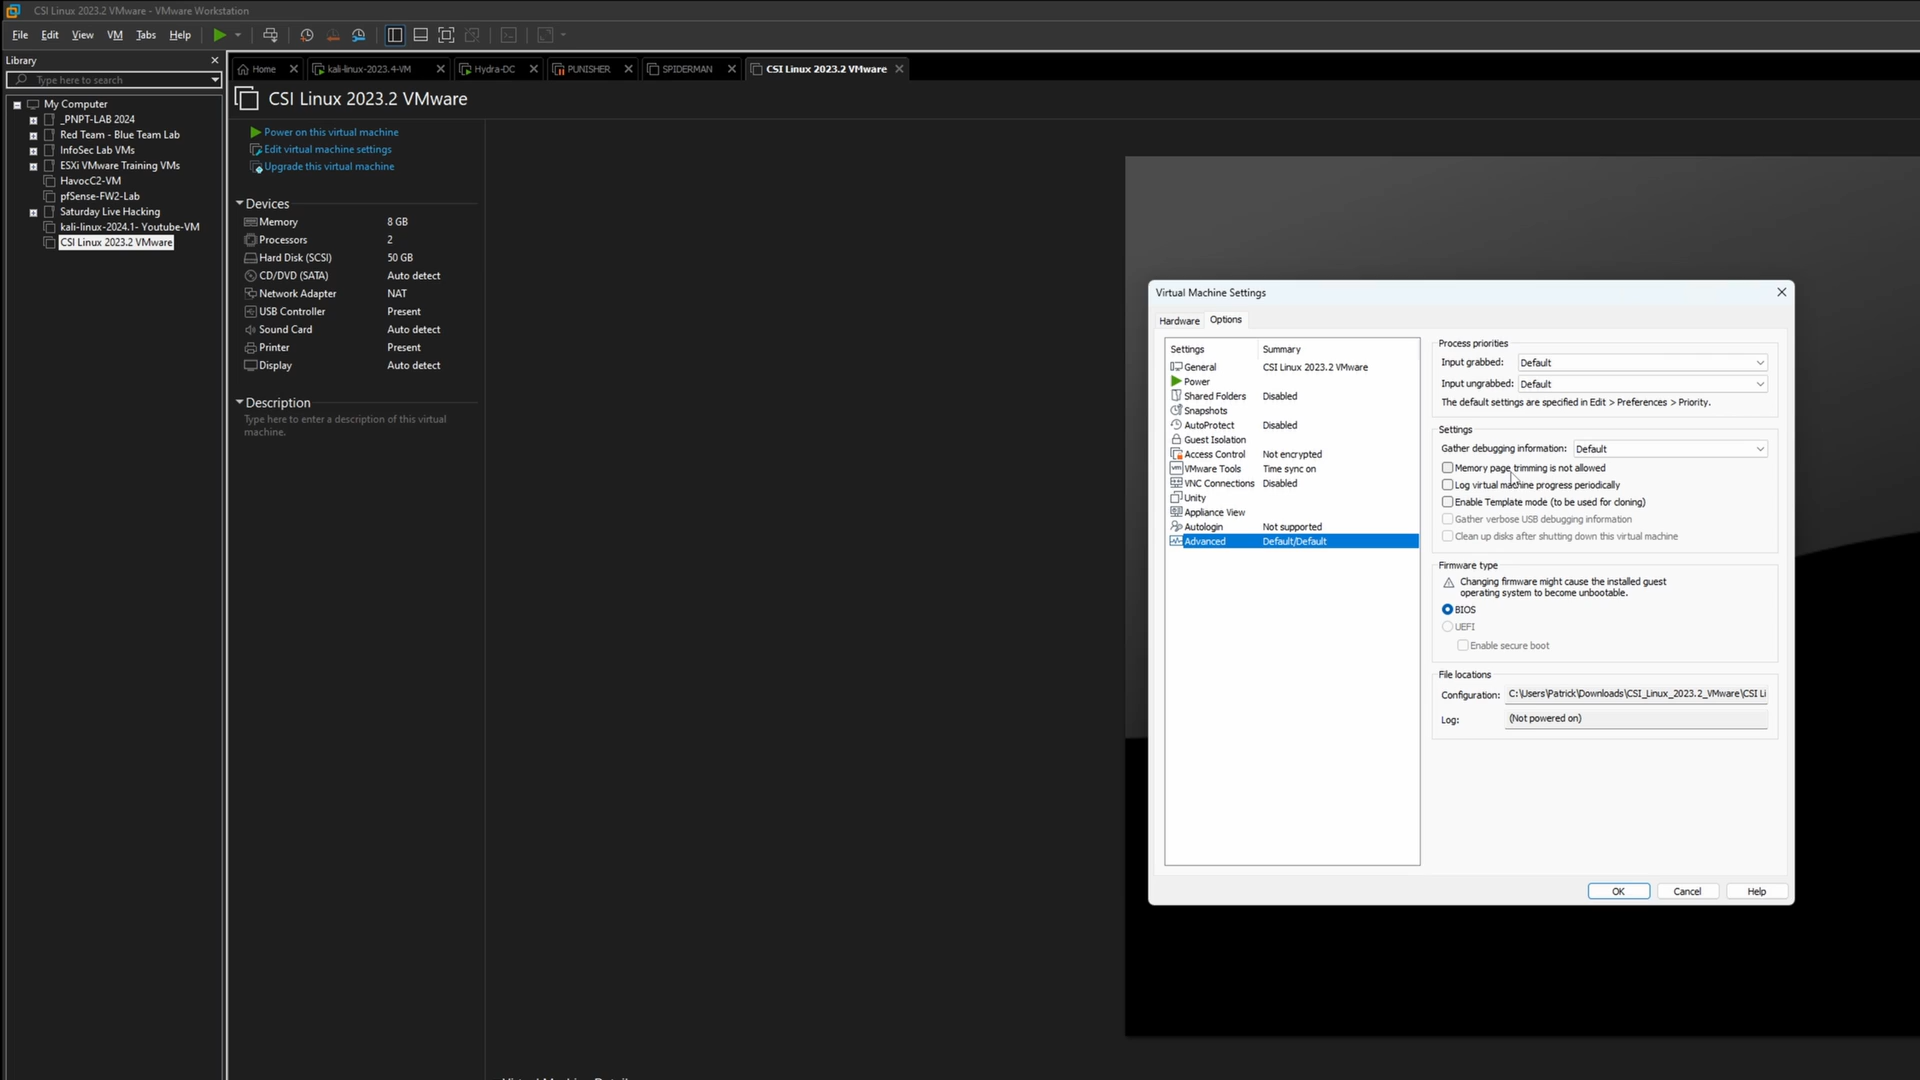 CSI Linux 2023.2 VMware - VMware Workstation
File Edit View VM Tabs Help
Library
Type here to search
My Computer
_PNPT-LAB 2024
Red Team - Blue Team Lab
InfoSec Lab VMs
ESXi VMware Training VMs
HavocC2-VM
pfSense-FW2-Lab
Saturday Live Hacking
kali-linux-2024.1- Youtube-VM
CSI Linux 2023.2 VMware
Home kali-linux-2023.4-VM Hydra-DC PUNISHER SPIDERMAN CSI Linux 2023.2 VMware
CSI Linux 2023.2 VMware
Power on this virtual machine
Edit virtual machine settings
Upgrade this virtual machine
Devices
Memory 8 GB
Processors 2
Hard Disk (SCSI) 50 GB
CD/DVD (SATA) Auto detect
Network Adapter NAT
USB Controller Present
Sound Card Auto detect
Printer Present
Display Auto detect
Description
Type here to enter a description of this virtual
machine.
Virtual Machine Settings
Hardware Options
Settings Summary
General CSI Linux 2023.2 VMware
Power
Shared Folders Disabled
Snapshots
AutoProtect Disabled
Guest Isolation
Access Control Not encrypted
VMware Tools Time sync on
VNC Connections Disabled
Unity
Appliance View
Autologin Not supported
Advanced Default/Default
Process priorities
Input grabbed: Default
Input ungrabbed: Default
The default settings are specified in Edit > Preferences > Priority.
Settings
Gather debugging information: Default
Memory page trimming is not allowed
Log virtual machine progress periodically
Enable Template mode (to be used for cloning)
Gather verbose USB debugging information
Clean up disks after shutting down this virtual machine
Firmware type
Changing firmware might cause the installed guest
operating system to become unbootable.
BIOS
UEFI
Enable secure boot
File locations
Configuration: C:\Users\Patrick\Downloads\CSI_Linux_2023.2_VMware\CSI Li
Log: (Not powered on)
OK Cancel Help